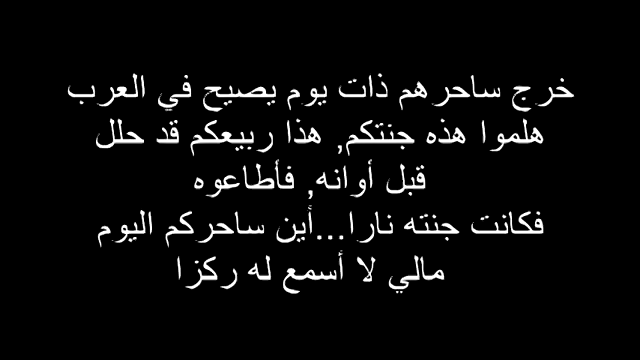 خرج ساحرهم ذات يوم يصيح في العرب
هلموا هذه جنتكم, هذا ربيعكم قد حلل
قبل أوانه, فأطاعوه
فكانت جنته نارا...أين ساحركم اليوم
مالي لا أسمع له ركزا